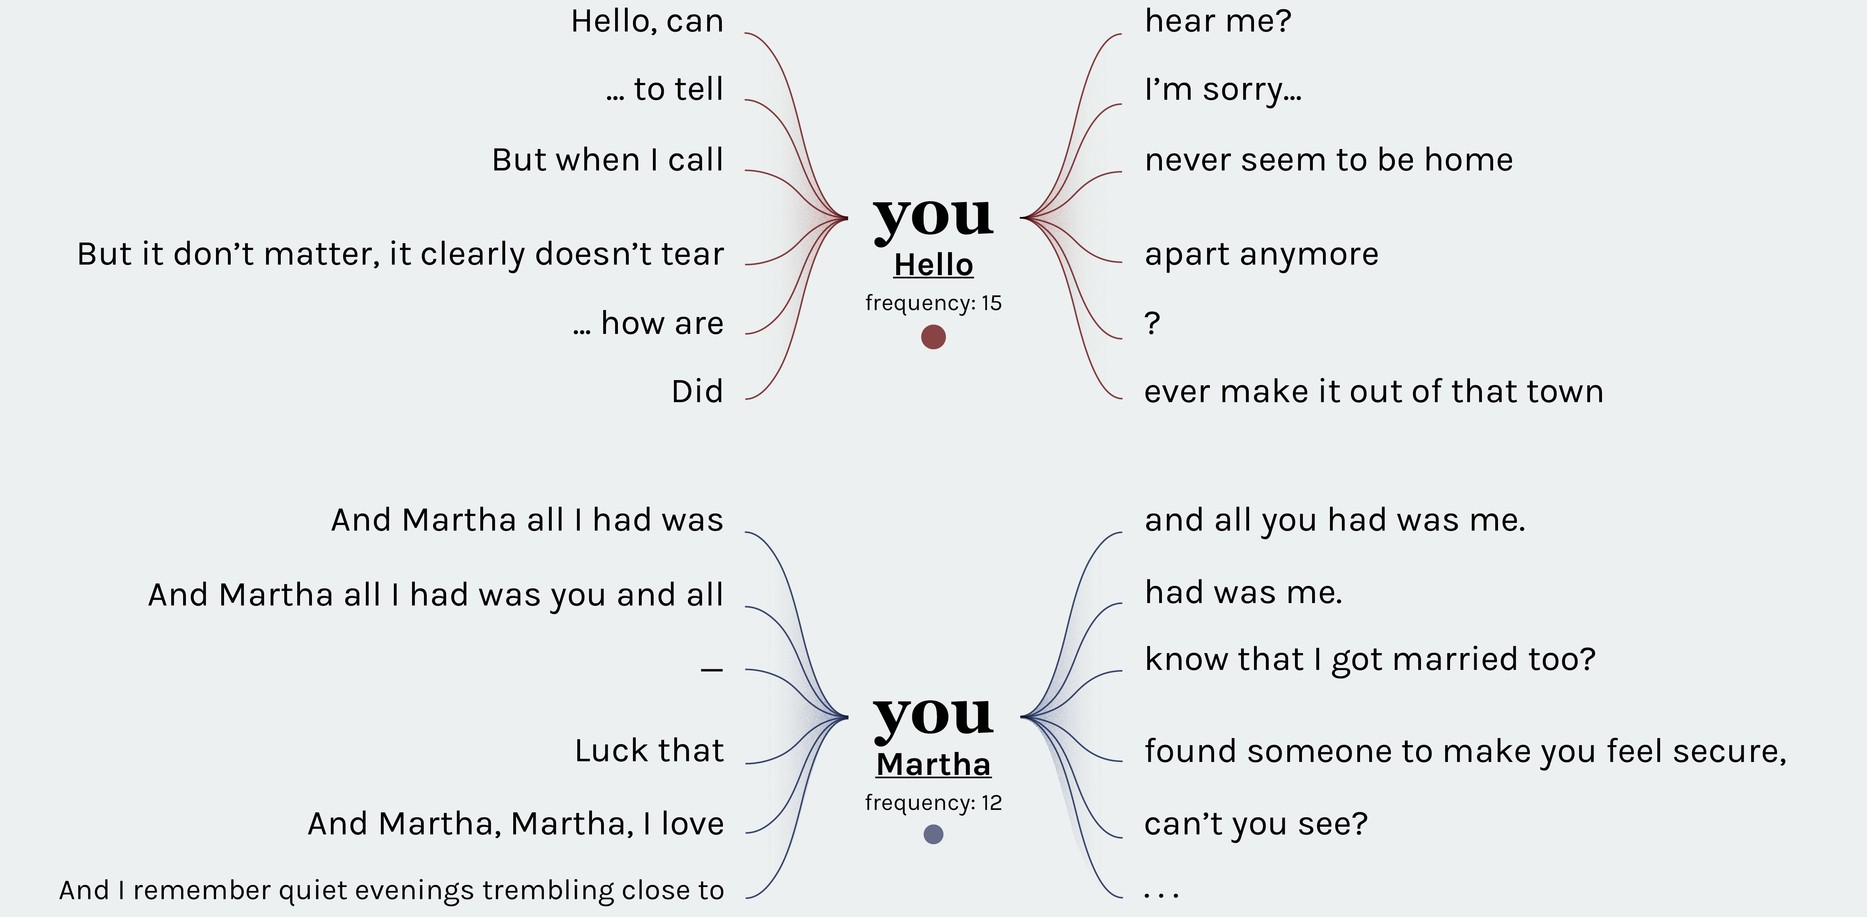 Hello, can
hear me?
… to tell
I’m sorry…
But when I call
never seem to be home
you
Hello
frequency: 15
But it don’t matter, it clearly doesn’t tear
apart anymore
… how are
?
Did
ever make it out of that town
And Martha all I had was
and all you had was me.
And Martha all I had was you and all
had was me.
—
know that I got married too?
you
Martha
frequency: 12
Luck that
found someone to make you feel secure,
And Martha, Martha, I love
can’t you see?
And I remember quiet evenings trembling close to
. . .